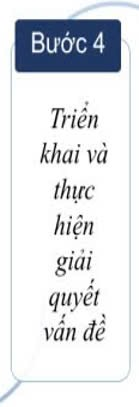 Bước 4
Triển
khai và
thực
hiện
giải
quyết
vấn đề